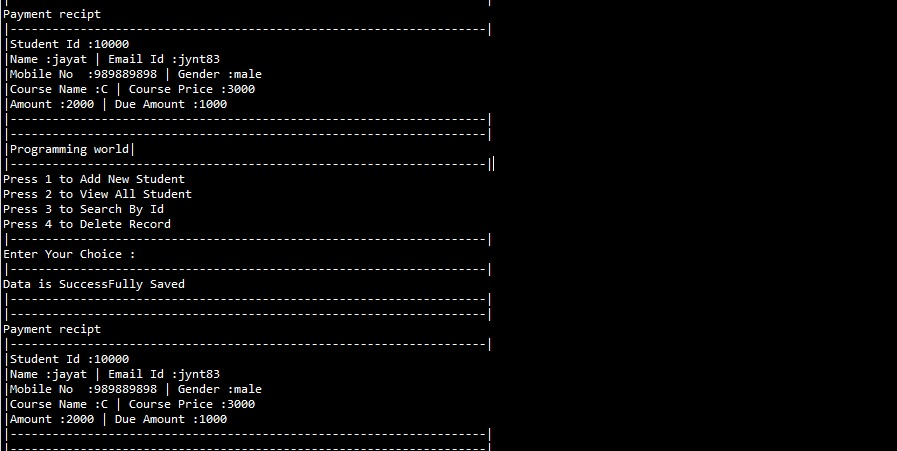 |-------------------------------------------------------------------|
Payment recipt
|-------------------------------------------------------------------|
|Student Id :10000
|Name :jayat | Email Id :jynt83
|Mobile No  :989889898 | Gender :male
|Course Name :C | Course Price :3000
|Amount :2000 | Due Amount :1000
|-------------------------------------------------------------------|
|-------------------------------------------------------------------|
|Programming world|
|-------------------------------------------------------------------|
Press 1 to Add New Student
Press 2 to View All Student
Press 3 to Search By Id
Press 4 to Delete Record
|-------------------------------------------------------------------|
Enter Your Choice :
|-------------------------------------------------------------------|
Data is SuccessFully Saved
|-------------------------------------------------------------------|
|-------------------------------------------------------------------|
Payment recipt
|-------------------------------------------------------------------|
|Student Id :10000
|Name :jayat | Email Id :jynt83
|Mobile No  :989889898 | Gender :male
|Course Name :C | Course Price :3000
|Amount :2000 | Due Amount :1000
|-------------------------------------------------------------------|
|-------------------------------------------------------------------|